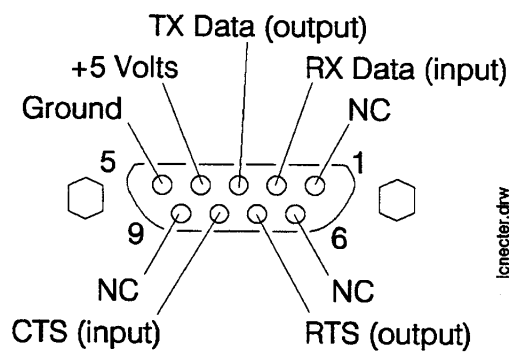 TX Data (output)
+5 Volts
RX Data (input)
Ground
NC
5
1
9
6
NC
NC
CTS (input)
RTS (output)
lcnecter.drw